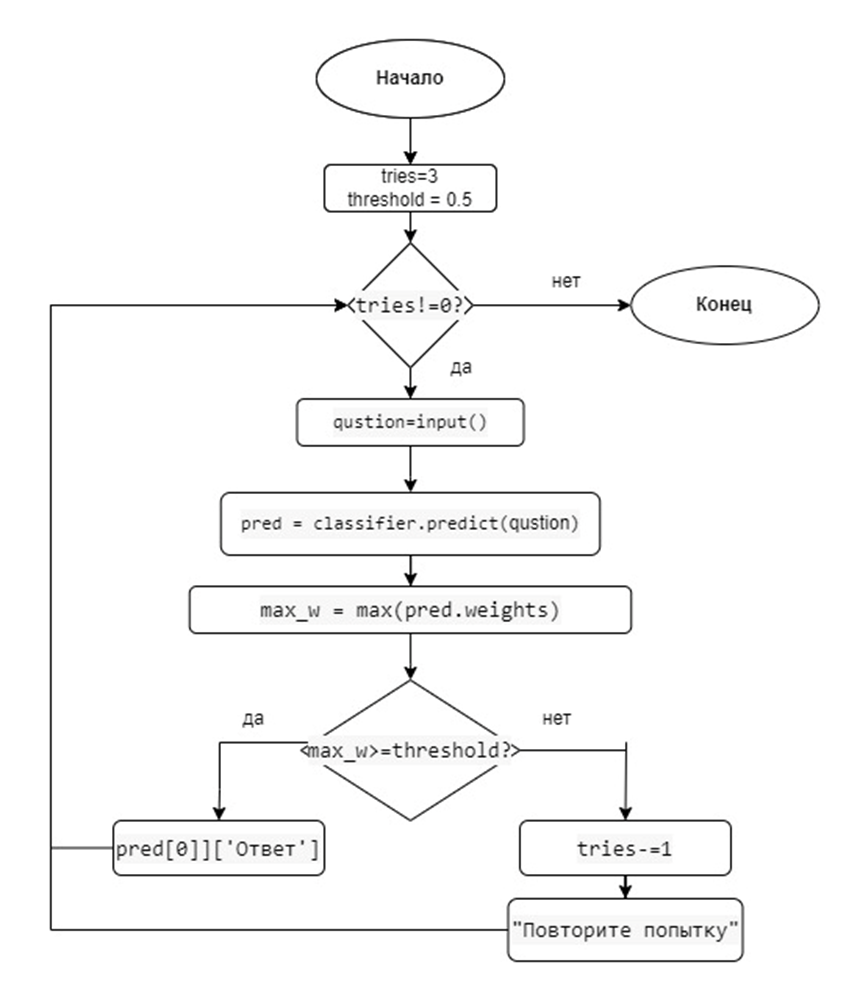 Начало
tries=3
threshold = 0.5
<tries!=0?>
нет
Конец
да
qustion=input()
pred = classifier.predict(qustion)
max_w = max(pred.weights)
да
нет
<max_w>=threshold?>
pred[0]]['Ответ']
tries-=1
"Повторите попытку"